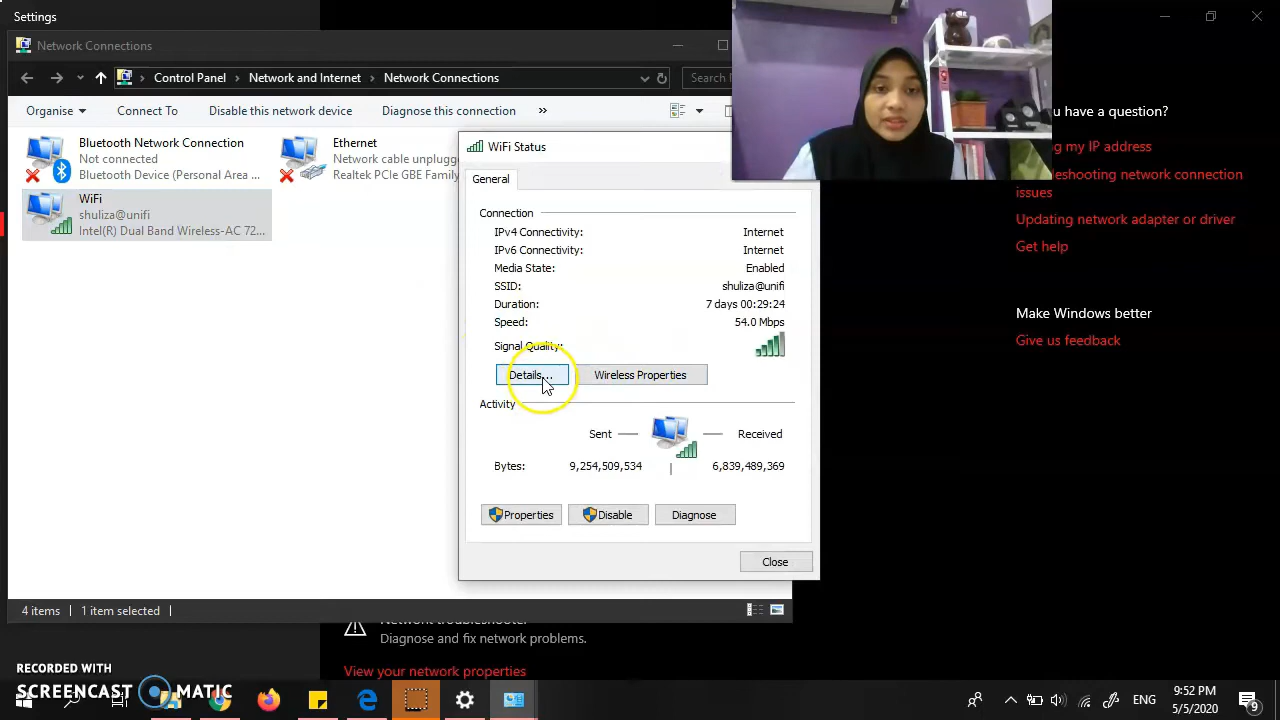 Settings
Network Connections
Control Panel > Network and Internet > Network Connections
Search
Organise
Connect To
Disable this network device
Diagnose this connection
»
Bluetooth Network Connection
Not connected
Bluetooth Device (Personal Area ...
Ethernet
Network cable unplugg
Realtek PCIe GBE Family
WiFi
shuliza@unifi
Intel(R) Dual Band Wireless-AC 72...
WiFi Status
General
Connection
IPv4 Connectivity: Internet
IPv6 Connectivity: Internet
Media State: Enabled
SSID: shuliza@unifi
Duration: 7 days 00:29:24
Speed: 54.0 Mbps
Signal Quality:
Details...
Wireless Properties
Activity
Sent
Received
Bytes: 9,254,509,534 | 6,839,489,369
Properties
Disable
Diagnose
Close
have a question?
my IP address
network connection
issues
Updating network adapter or driver
Get help
Make Windows better
Give us feedback
4 items
1 item selected
Network troubleshooter
Diagnose and fix network problems.
View your network properties
RECORDED WITH
SCREENCAST MATIC
ENG
9:52 PM
5/5/2020
9